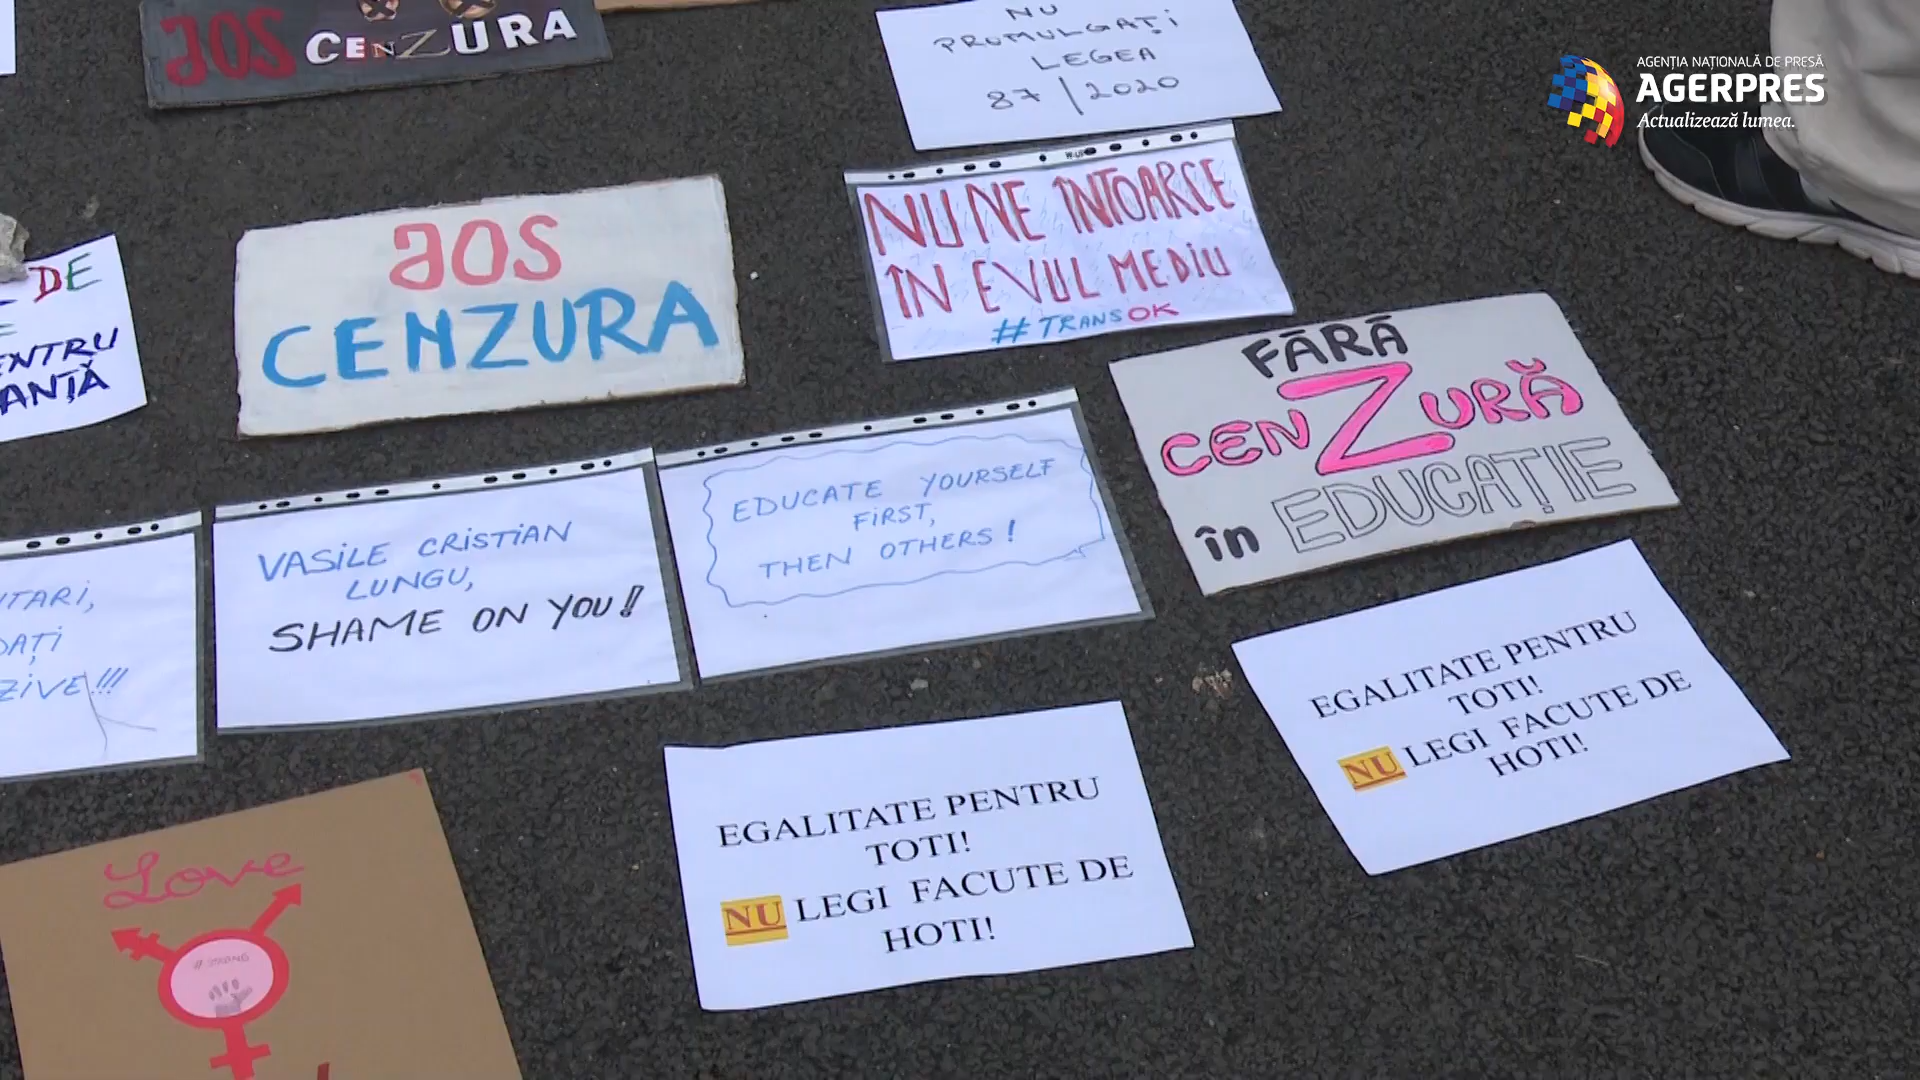 JOS CENZURA
NU
PROMULGAȚI
LEGEA
87/2020
AGENȚIA NAȚIONALĂ DE PRESĂ
AGERPRES
Actualizează lumea.
NU NE ÎNTOARCE
ÎN EVUL MEDIU
#TRANSOK
JOS
CENZURA
DE
FĂRĂ
CENZURĂ
în EDUCAȚIE
EDUCATE YOURSELF
FIRST,
THEN OTHERS!
VASILE CRISTIAN
LUNGU,
SHAME ON YOU!!
EGALITATE PENTRU
TOTI!
NU LEGI FACUTE DE
HOTI!
EGALITATE PENTRU
TOTI!
NU LEGI FACUTE DE
HOTI!
Love
#STRONG